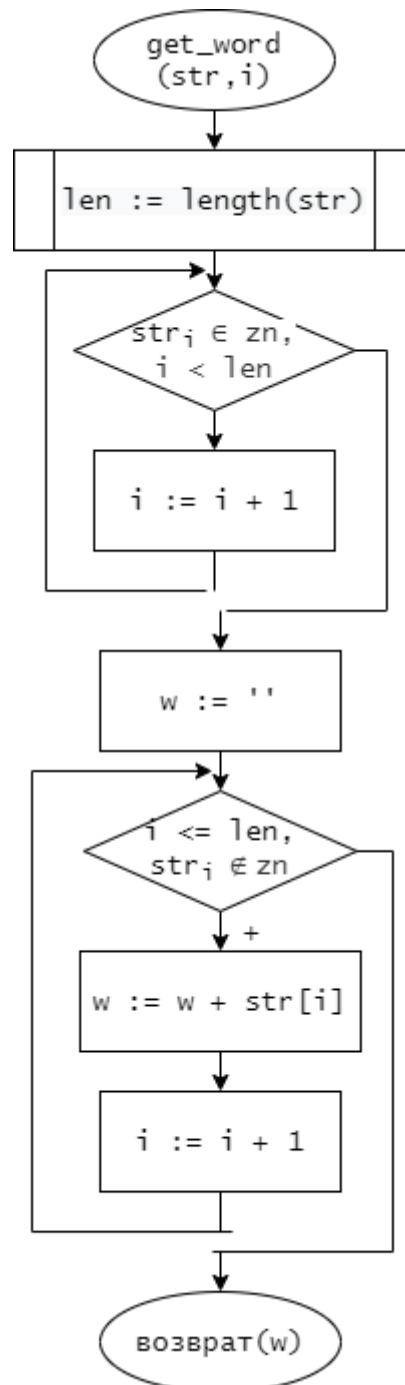 get_word
(str,i)
len := length(str)
strᵢ ∈ zn,
i < len
i := i + 1
w := ''
i <= len,
strᵢ ∉ zn
+
w := w + str[i]
i := i + 1
возврат(w)